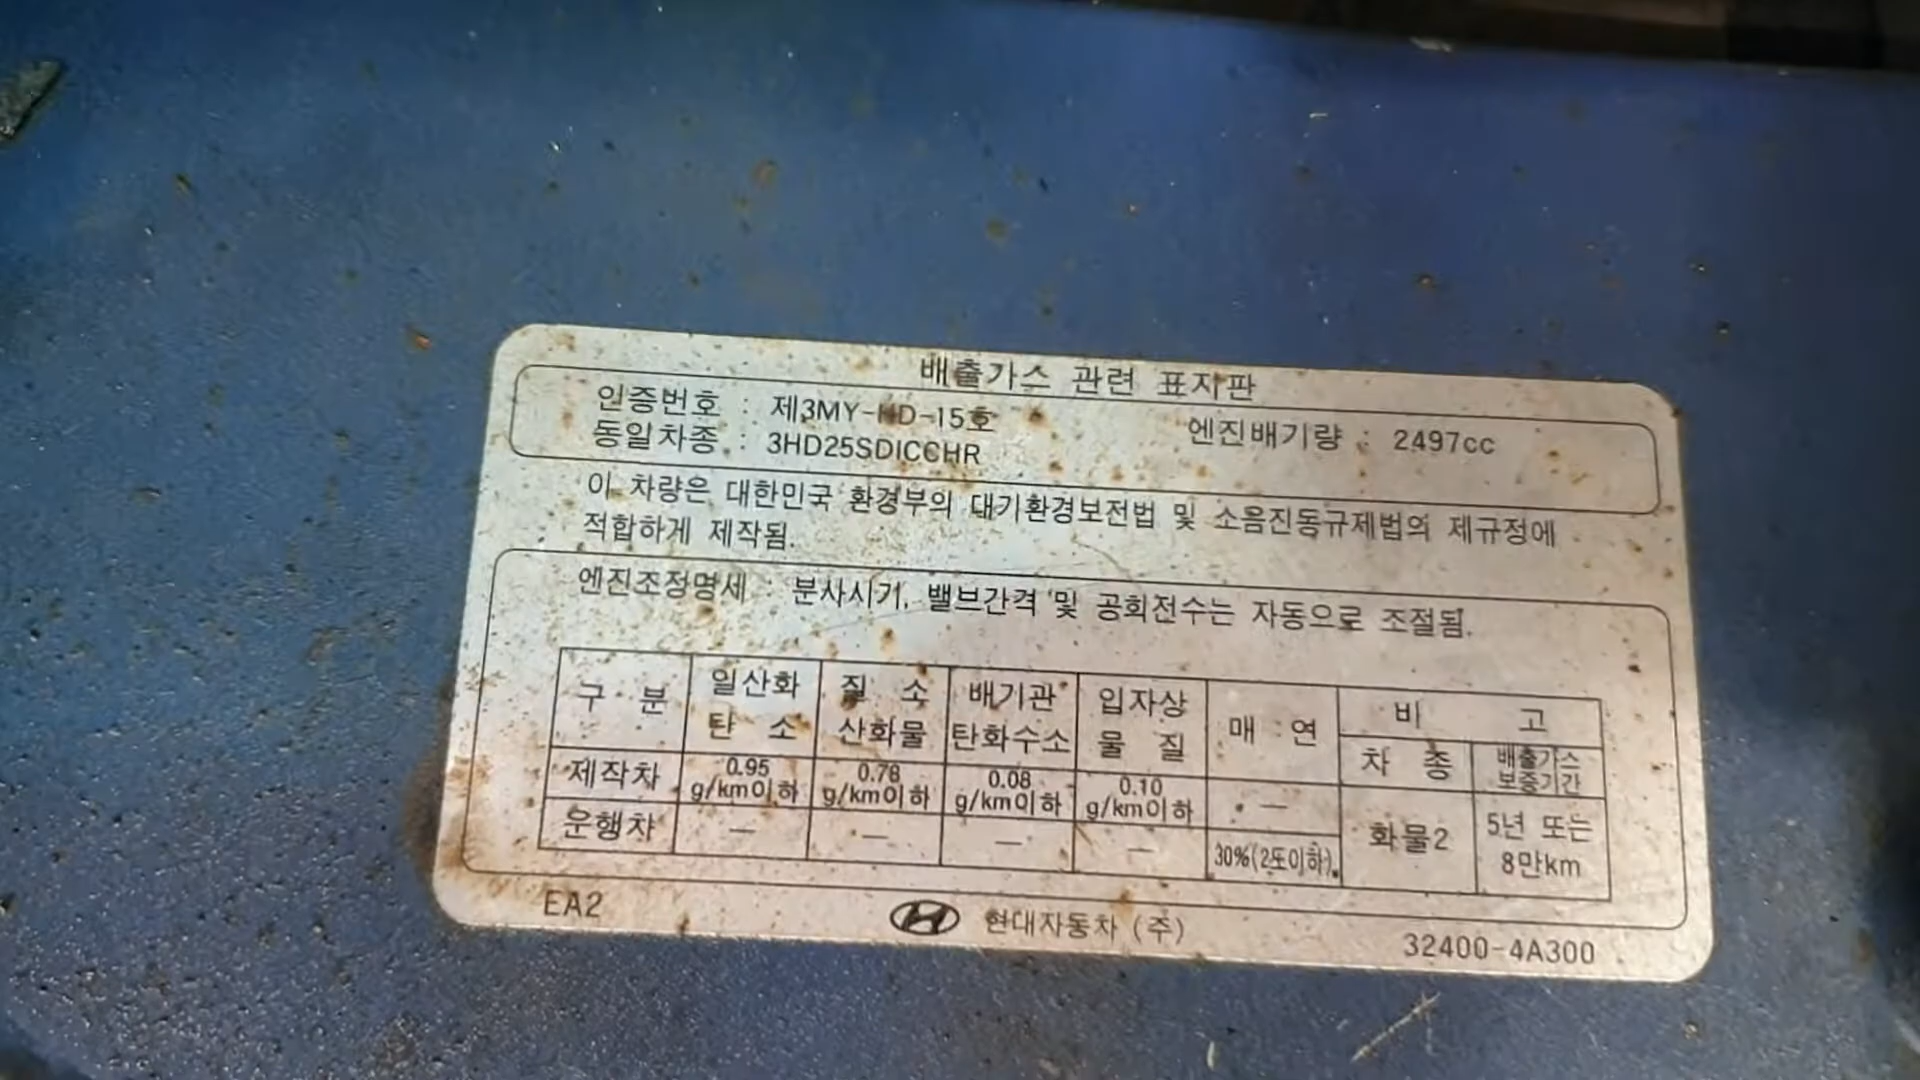 배출가스 관련 표지판
인증번호 : 제3MY-HD-15호 엔진배기량 : 2497cc
동일차종 : 3HD25SDICCHR
이 차량은 대한민국 환경부의 대기환경보전법 및 소음진동규제법의 제규정에
적합하게 제작됨.
엔진조정명세 : 분사시기, 밸브간격 및 공회전수는 자동으로 조절됨.
구 분 일산화 탄 소 질 소 산화물 배기관 탄화수소 입자상 물 질 매 연 비 고
차 종 배출가스 보증기간
제작차 0.95 g/km이하 0.78 g/km이하 0.08 g/km이하 0.10 g/km이하 —
운행차 — — — — 30%(2도이하)
화물2 5년 또는 8만km
EA2 현대자동차 (주) 32400-4A300